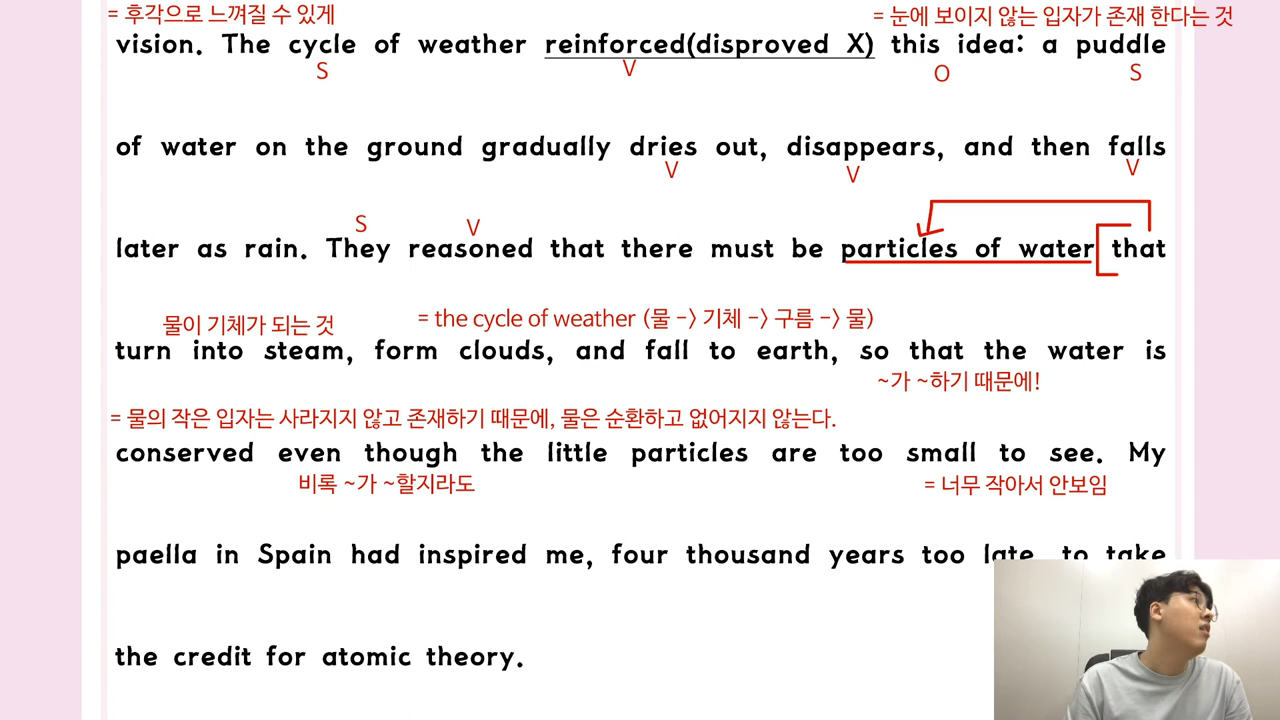 = 후각으로 느껴질 수 있게 = 눈에 보이지 않는 입자가 존재 한다는 것
vision. The cycle of weather reinforced(disproved X) this idea: a puddle
S V O S
of water on the ground gradually dries out, disappears, and then falls
V V V
S V
later as rain. They reasoned that there must be particles of water [ that
물이 기체가 되는 것 = the cycle of weather (물 -> 기체 -> 구름 -> 물)
turn into steam, form clouds, and fall to earth, so that the water is
~가 ~하기 때문에!
= 물의 작은 입자는 사라지지 않고 존재하기 때문에, 물은 순환하고 없어지지 않는다.
conserved even though the little particles are too small to see. My
비록 ~가 ~할지라도 = 너무 작아서 안보임
paella in Spain had inspired me, four thousand years too late, to take
the credit for atomic theory.